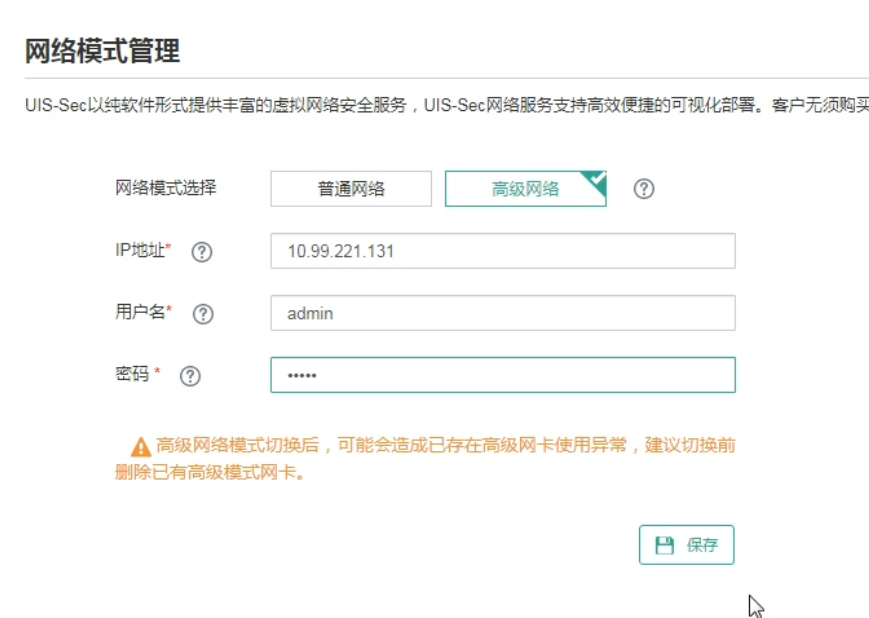 网络模式管理
UIS-Sec以纯软件形式提供丰富的虚拟网络安全服务，UIS-Sec网络服务支持高效便捷的可视化部署。客户无须购买
网络模式选择 普通网络 高级网络 ?
IP地址* ? 10.99.221.131
用户名* ? admin
密码 * ? •••••
高级网络模式切换后，可能会造成已存在高级网卡使用异常，建议切换前
删除已有高级模式网卡。
保存